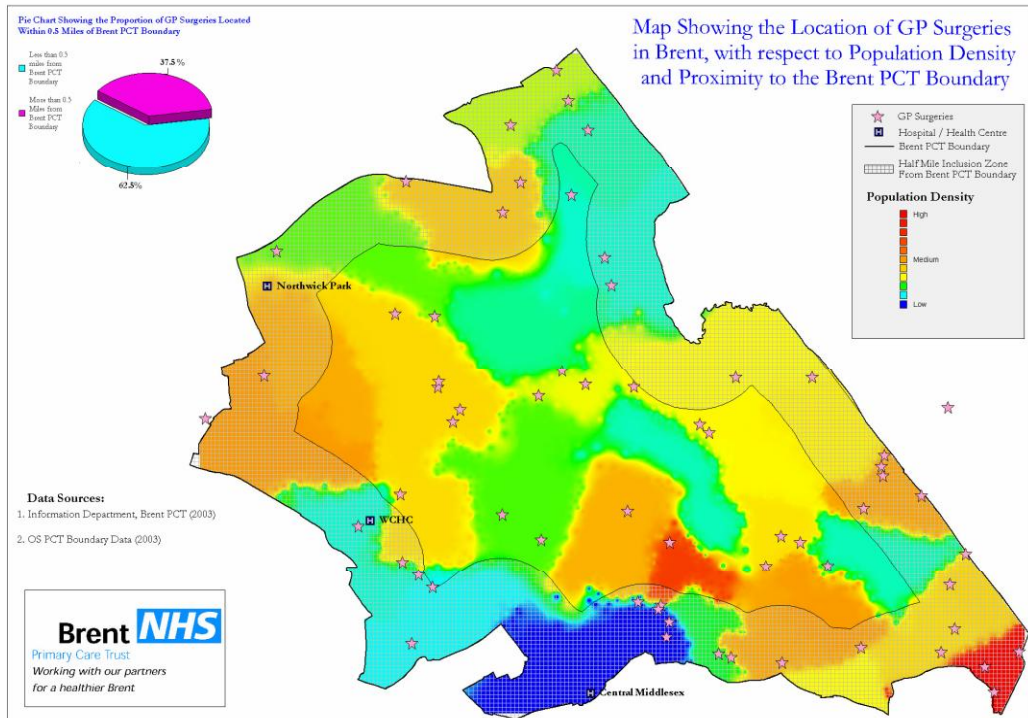 Pie Chart Showing the Proportion of GP Surgeries Located
Within 0.5 Miles of Brent PCT Boundary
Less than 0.5
miles from
Brent PCT
Boundary
More than 0.5
Miles from
Brent PCT
Boundary
37.5 %
62.5%
Map Showing the Location of GP Surgeries
in Brent, with respect to Population Density
and Proximity to the Brent PCT Boundary
GP Surgeries
H Hospital / Health Centre
Brent PCT Boundary
Half Mile Inclusion Zone
From Brent PCT Boundary
Population Density
High
Medium
Low
H Northwick Park
H WCHC
H Central Middlesex
Data Sources:
1. Information Department, Brent PCT (2003)
2. OS PCT Boundary Data (2003)
Brent NHS
Primary Care Trust
Working with our partners
for a healthier Brent